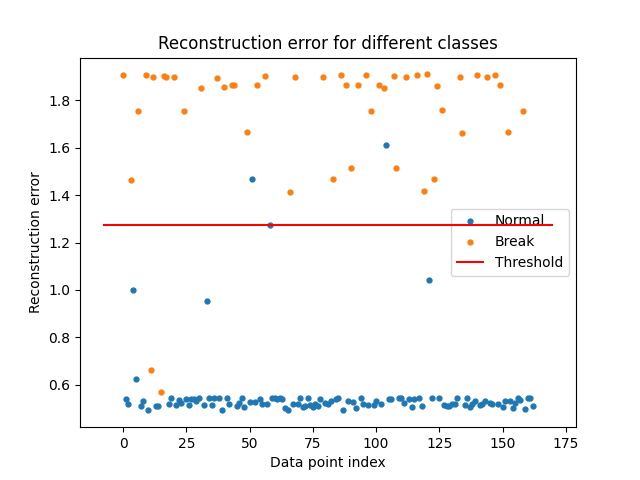 Reconstruction error for different classes
Reconstruction error
1.8
1.6
1.4
1.2
1.0
0.8
0.6
Normal
Break
Threshold
0 25 50 75 100 125 150 175
Data point index